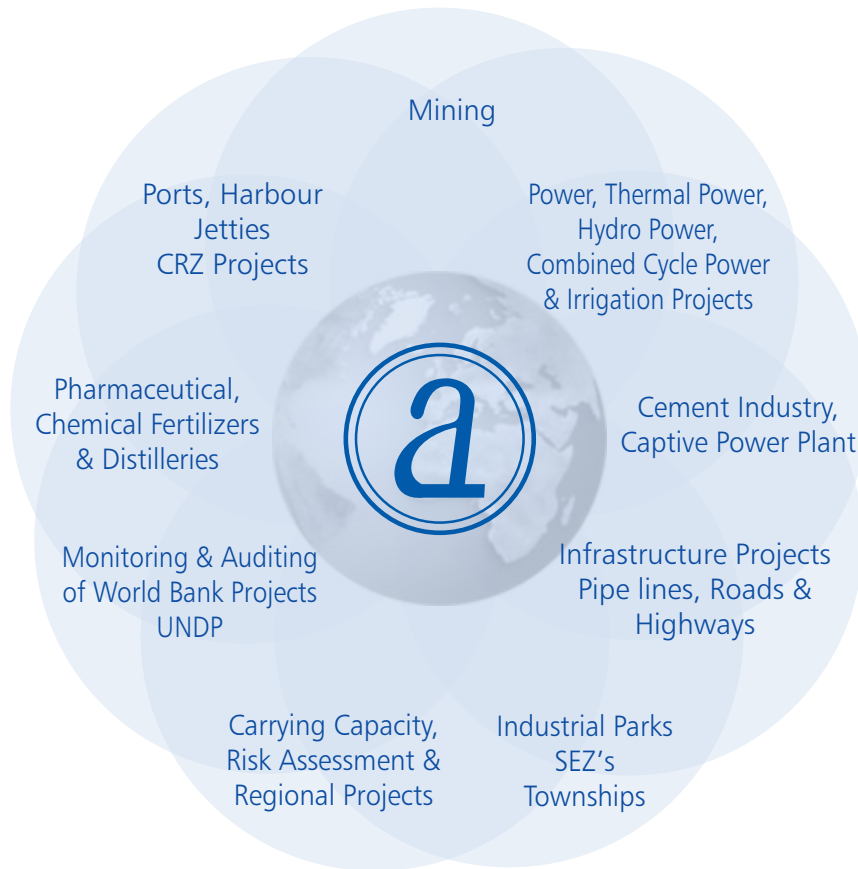 Mining
Ports, Harbour
Jetties
CRZ Projects
Power, Thermal Power,
Hydro Power,
Combined Cycle Power
& Irrigation Projects
Pharmaceutical,
Chemical Fertilizers
& Distilleries
a
Cement Industry,
Captive Power Plant
Monitoring & Auditing
of World Bank Projects
UNDP
Infrastructure Projects
Pipe lines, Roads &
Highways
Carrying Capacity,
Risk Assessment &
Regional Projects
Industrial Parks
SEZ's
Townships